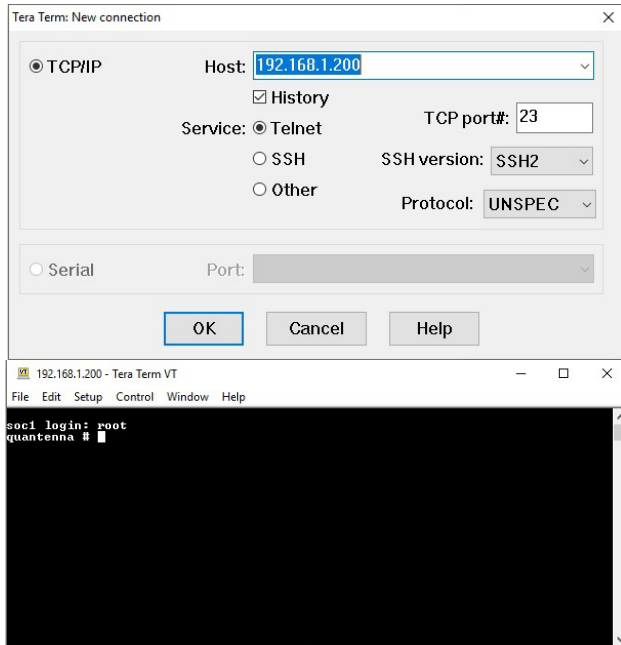 Tera Term: New connection
TCP/IP Host: 192.168.1.200
History
Service: Telnet TCP port#: 23
SSH SSH version: SSH2
Other Protocol: UNSPEC
Serial Port:
OK Cancel Help
VT 192.168.1.200 - Tera Term VT
File Edit Setup Control Window Help
soc1 login: root
quantenna #